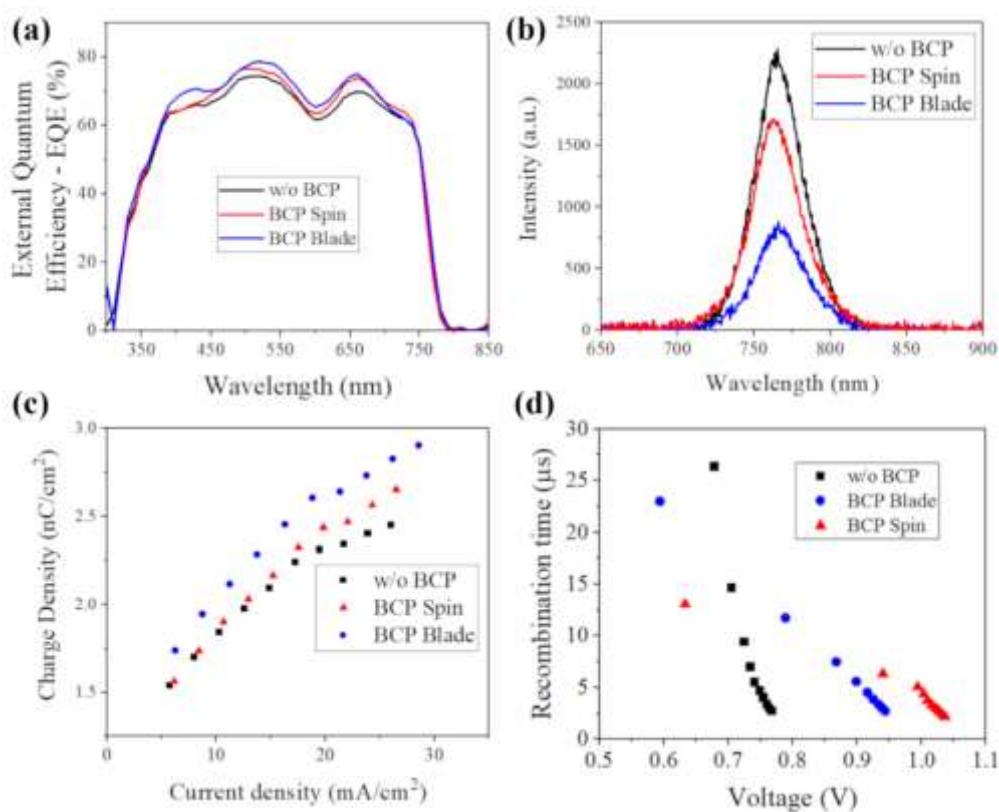 (a)
External Quantum
Efficiency - EQE (%)
80
60
40
20
0
w/o BCP
BCP Spin
BCP Blade
350
450
550
650
750
850
Wavelength (nm)
(b)
Intensity (a.u.)
2500
2000
1500
1000
500
0
w/o BCP
BCP Spin
BCP Blade
650
700
750
800
850
900
Wavelength (nm)
(c)
Charge Density (nC/cm²)
3.0
2.5
2.0
1.5
w/o BCP
BCP Spin
BCP Blade
0
10
20
30
Current density (mA/cm²)
(d)
Recombination time (µs)
30
25
20
15
10
5
0
w/o BCP
BCP Blade
BCP Spin
0.5
0.6
0.7
0.8
0.9
1.0
1.1
Voltage (V)